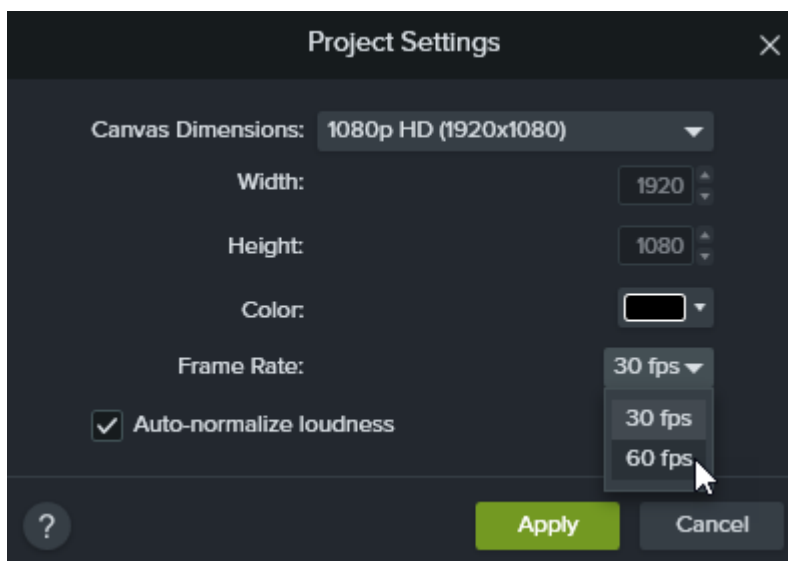 Project Settings
Canvas Dimensions: 1080p HD (1920x1080)
Width: 1920
Height: 1080
Color:
Frame Rate: 30 fps
30 fps
60 fps
Auto-normalize loudness
? Apply Cancel